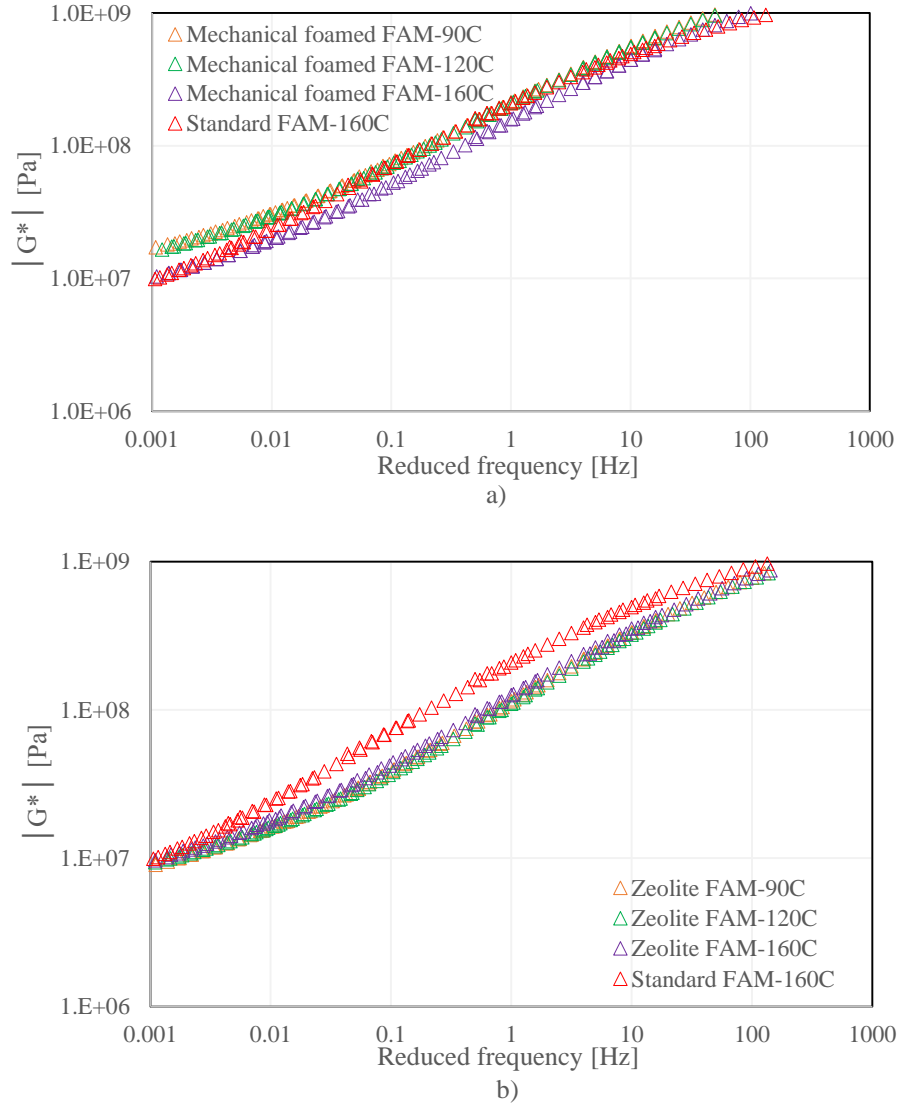 1.0E+09
Mechanical foamed FAM-90C
Mechanical foamed FAM-120C
Mechanical foamed FAM-160C
Standard FAM-160C
1.0E+08
|G*| [Pa]
1.0E+07
1.0E+06
0.001 0.01 0.1 1 10 100 1000
Reduced frequency [Hz]
a)
1.E+09
1.E+08
|G*| [Pa]
1.E+07
Zeolite FAM-90C
Zeolite FAM-120C
Zeolite FAM-160C
Standard FAM-160C
1.E+06
0.001 0.01 0.1 1 10 100 1000
Reduced frequency [Hz]
b)